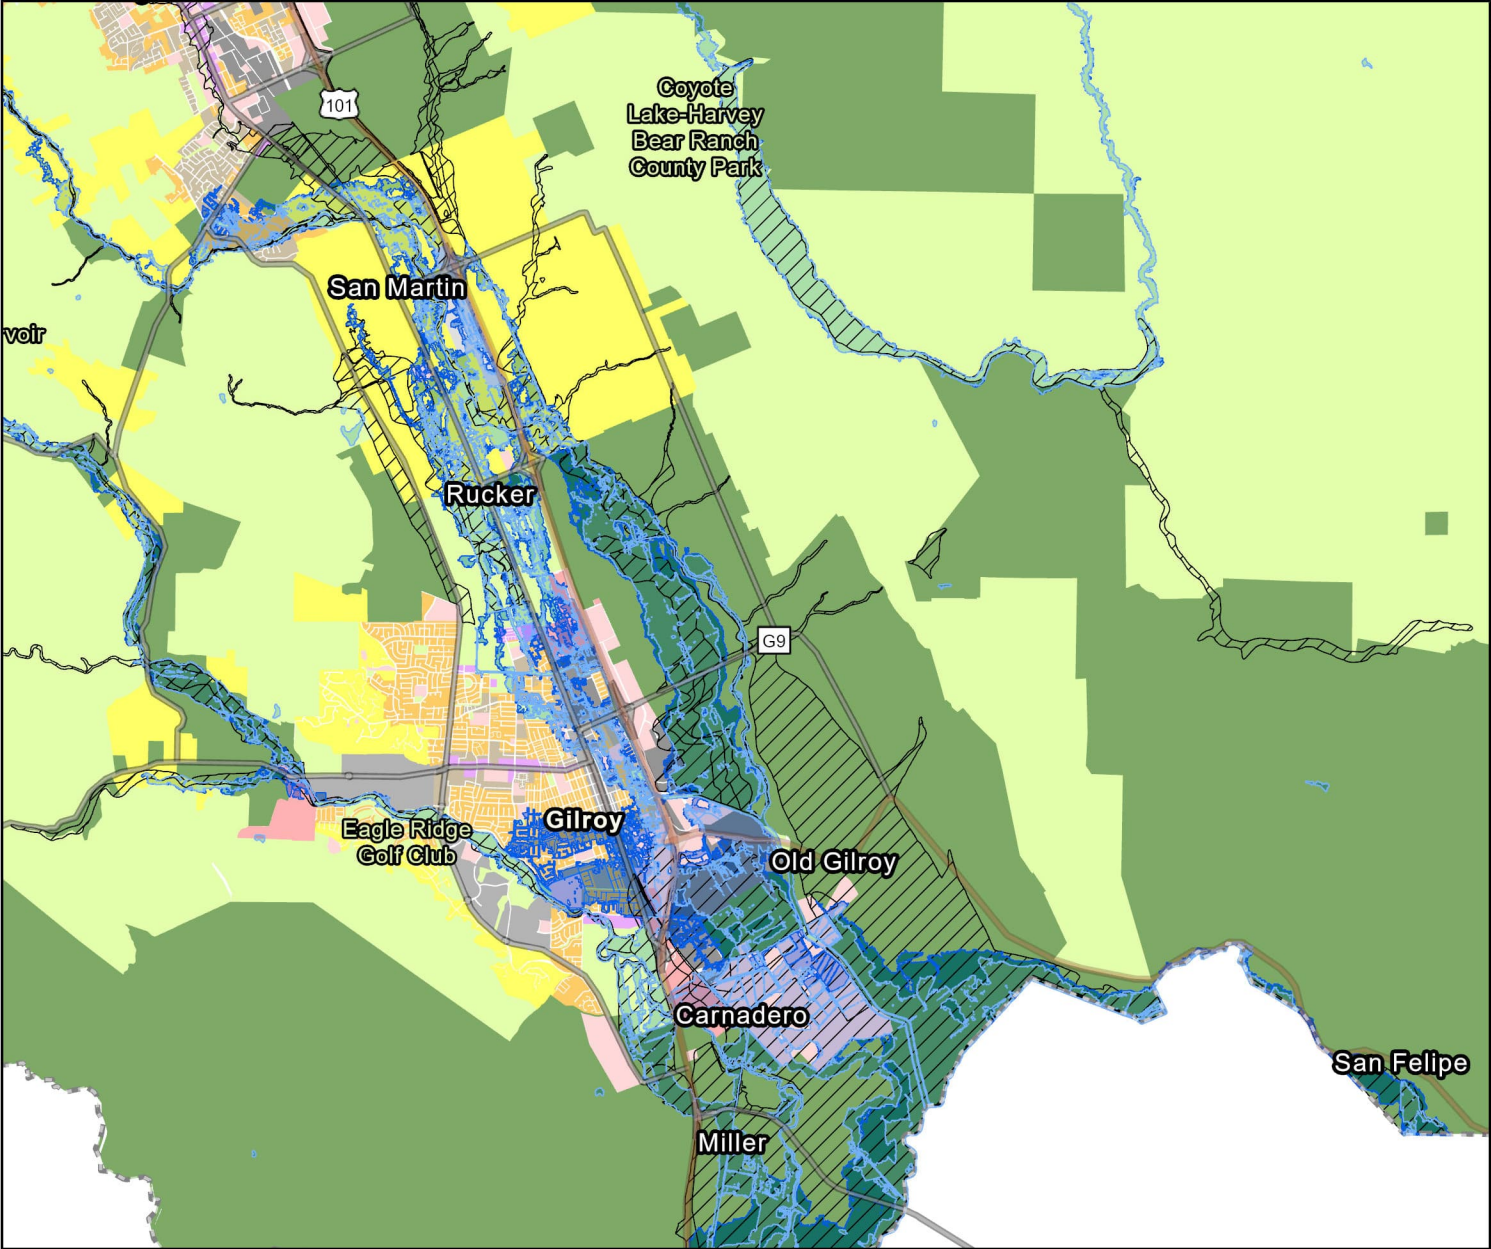 101
Coyote
Lake-Harvey
Bear Ranch
County Park
San Martin
voir
Rucker
G9
Gilroy
Eagle Ridge
Golf Club
Old Gilroy
Carnadero
San Felipe
Miller